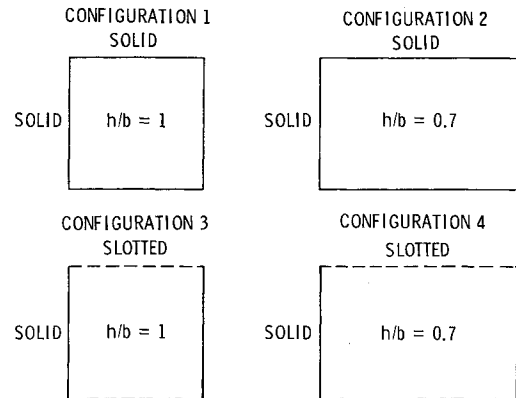 CONFIGURATION 1
SOLID
SOLID
h/b = 1
CONFIGURATION 2
SOLID
SOLID
h/b = 0.7
CONFIGURATION 3
SLOTTED
SOLID
h/b = 1
CONFIGURATION 4
SLOTTED
SOLID
h/b = 0.7